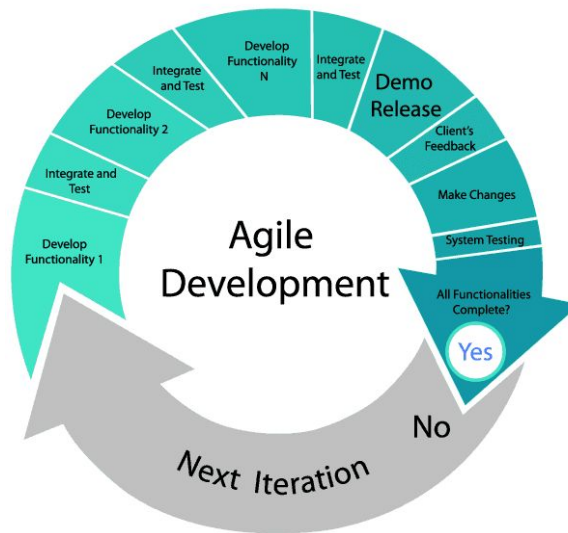 Agile
Development
Develop
Functionality 1
Integrate and
Test
Develop
Functionality 2
Integrate
and Test
Develop
Functionality
N
Integrate
and Test
Demo
Release
Client's
Feedback
Make Changes
System Testing
All Functionalities
Complete?
Yes
No
Next Iteration